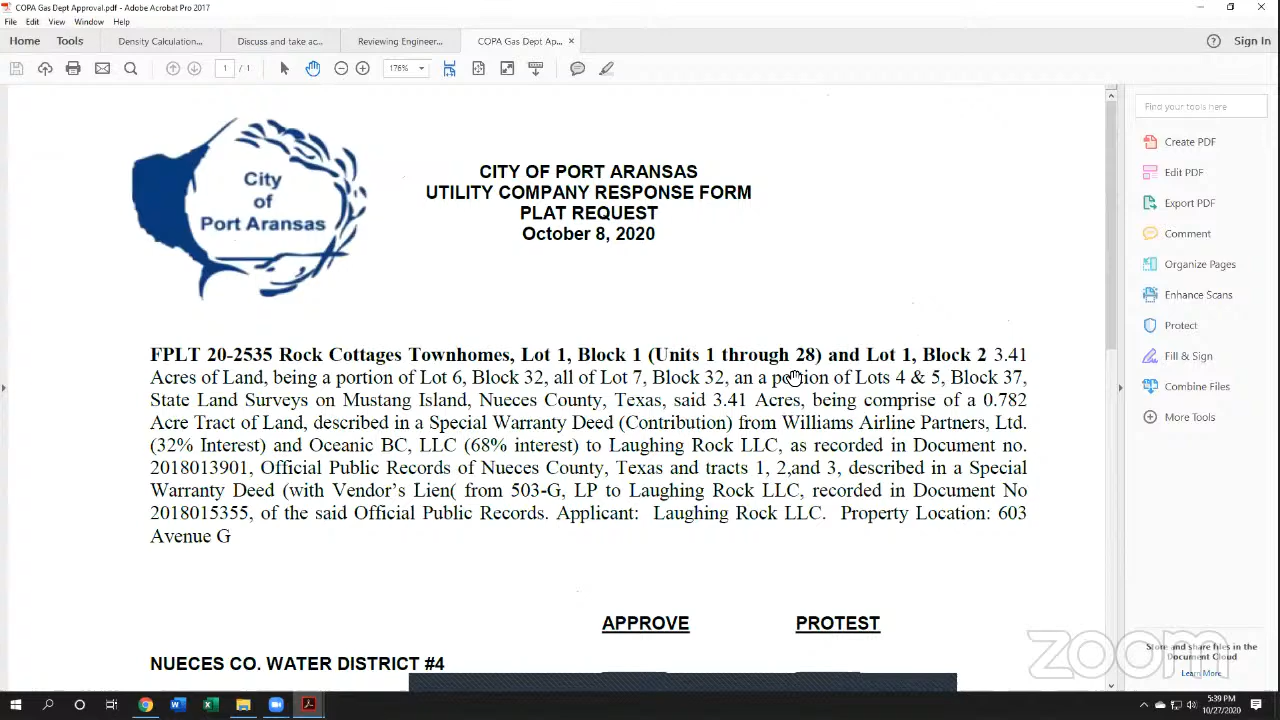 COPA Gas Dept Approval.pdf - Adobe Acrobat Pro 2017
File Edit View Window Help
Home Tools Density Calculation... Discuss and take ac... Reviewing Engineer... COPA Gas Dept Ap... × Sign In
1 / 1 176%
Find your tools here
Create PDF
Edit PDF
Export PDF
Comment
Organize Pages
Enhance Scans
Protect
Fill & Sign
Combine Files
More Tools
City
of
Port Aransas
CITY OF PORT ARANSAS
UTILITY COMPANY RESPONSE FORM
PLAT REQUEST
October 8, 2020
FPLT 20-2535 Rock Cottages Townhomes, Lot 1, Block 1 (Units 1 through 28) and Lot 1, Block 2 3.41
Acres of Land, being a portion of Lot 6, Block 32, all of Lot 7, Block 32, an a portion of Lots 4 & 5, Block 37,
State Land Surveys on Mustang Island, Nueces County, Texas, said 3.41 Acres, being comprise of a 0.782
Acre Tract of Land, described in a Special Warranty Deed (Contribution) from Williams Airline Partners, Ltd.
(32% Interest) and Oceanic BC, LLC (68% interest) to Laughing Rock LLC, as recorded in Document no.
2018013901, Official Public Records of Nueces County, Texas and tracts 1, 2,and 3, described in a Special
Warranty Deed (with Vendor's Lien( from 503-G, LP to Laughing Rock LLC, recorded in Document No
2018015355, of the said Official Public Records. Applicant: Laughing Rock LLC. Property Location: 603
Avenue G
APPROVE PROTEST
NUECES CO. WATER DISTRICT #4
zoom
Store and share files in the
Document Cloud
Learn More
5:39 PM
10/27/2020